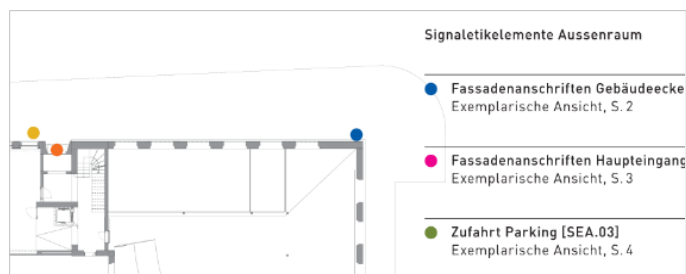 Signaletikelemente Aussenraum
Fassadenanschriften Gebäudeecke
Exemplarische Ansicht, S. 2
Fassadenanschriften Haupteingang
Exemplarische Ansicht, S. 3
Zufahrt Parking [SEA.03]
Exemplarische Ansicht, S. 4